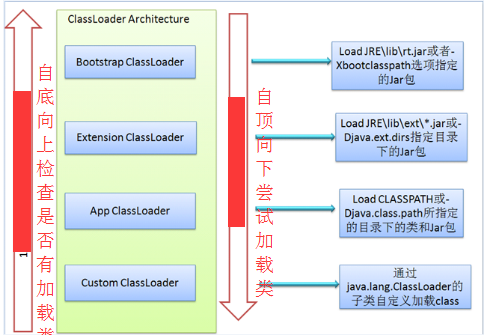 ClassLoader Architecture
Bootstrap ClassLoader
Extension ClassLoader
App ClassLoader
Custom ClassLoader
自底向上检查是否有加载类
1
自顶向下尝试加载类
Load JRE\lib\rt.jar或者-
Xbootclasspath选项指定
的Jar包
Load JRE\lib\ext\*.jar或-
Djava.ext.dirs指定目录
下的Jar包
Load CLASSPATH或-
Djava.class.path所指定
的目录下的类和Jar包
通过
java.lang.ClassLoader的
子类自定义加载class